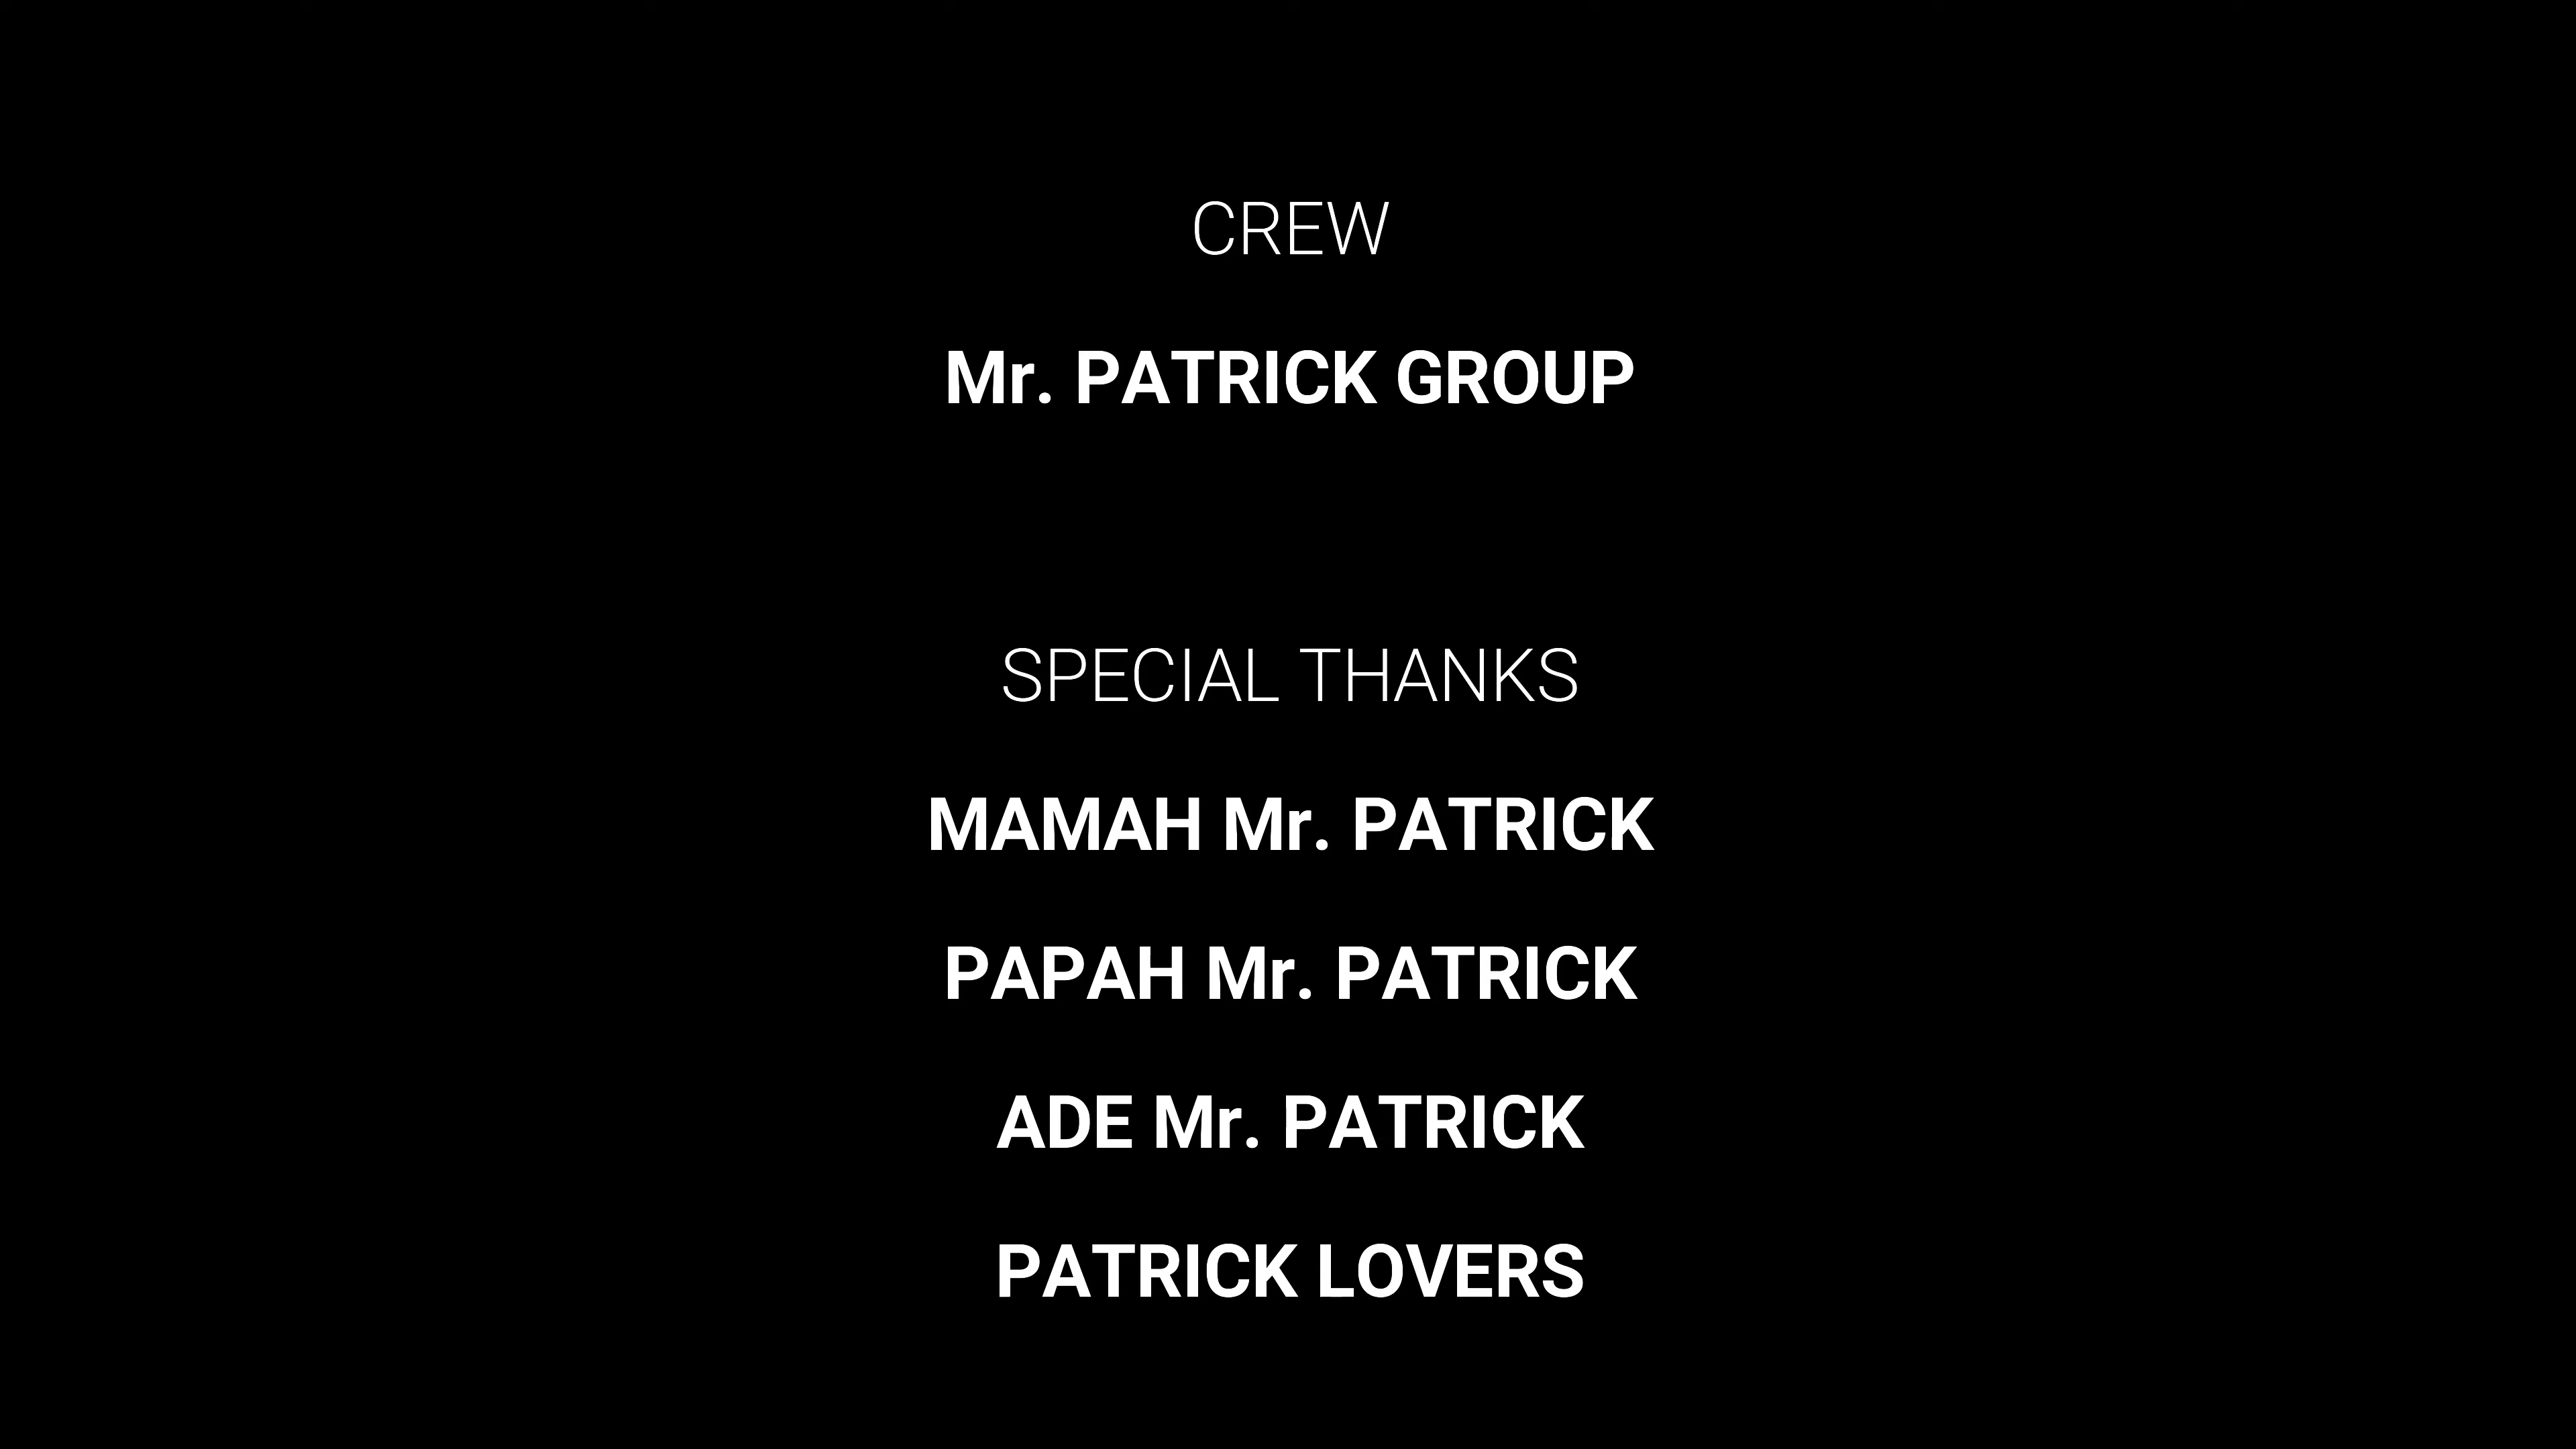 CREW
Mr. PATRICK GROUP
SPECIAL THANKS
MAMAH Mr. PATRICK
PAPAH Mr. PATRICK
ADE Mr. PATRICK
PATRICK LOVERS